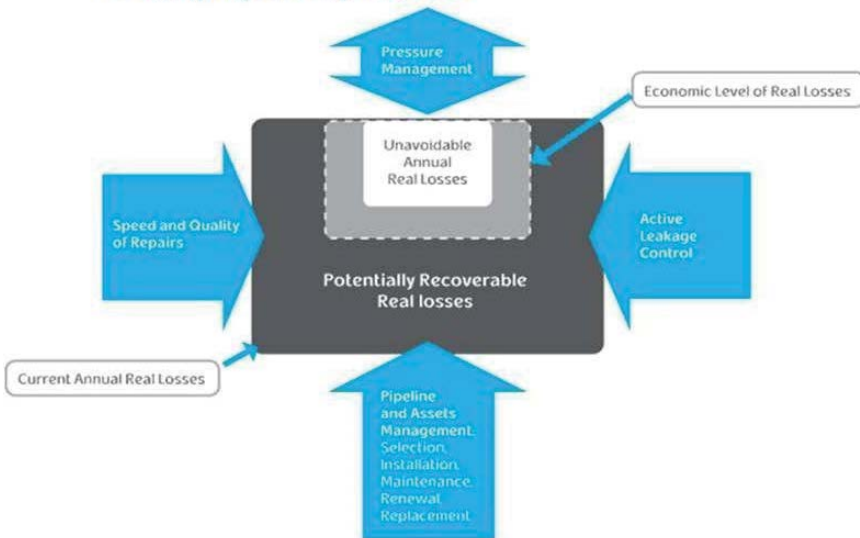 Pressure
Management
Economic Level of Real Losses
Unavoidable
Annual
Real Losses
Speed and Quality
of Repairs
Active
Leakage
Control
Potentially Recoverable
Real losses
Current Annual Real Losses
Pipeline
and Assets
Management,
Selection,
Installation,
Maintenance,
Renewal,
Replacement